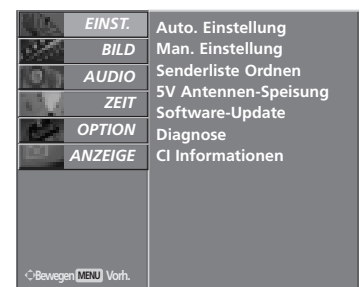 EINST.
BILD
AUDIO
ZEIT
OPTION
ANZEIGE
Auto. Einstellung
Man. Einstellung
Senderliste Ordnen
5V Antennen-Speisung
Software-Update
Diagnose
CI Informationen
Bewegen MENU Vorh.